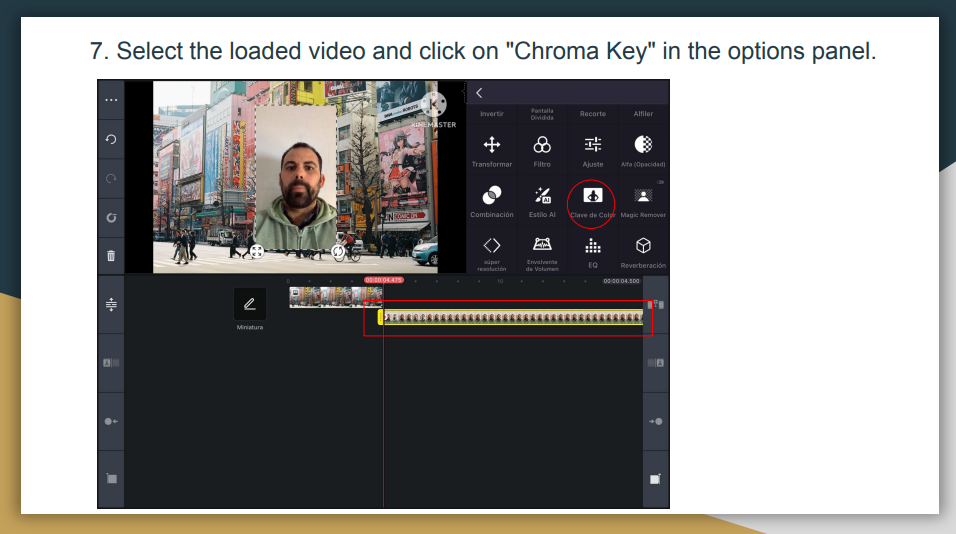 7. Select the loaded video and click on "Chroma Key" in the options panel.
KINEMASTER
Invertir
Pantalla
Dividida
Recorte
Alfiler
Transformar
Filtro
Ajuste
Alfa (Opacidad)
Combinación
Estilo AI
Clave de Color
Magic Remover
súper
resolución
Envolvente
de Volumen
EQ
Reverberación
00:00:04.475
10
00:00:04.500
Miniatura